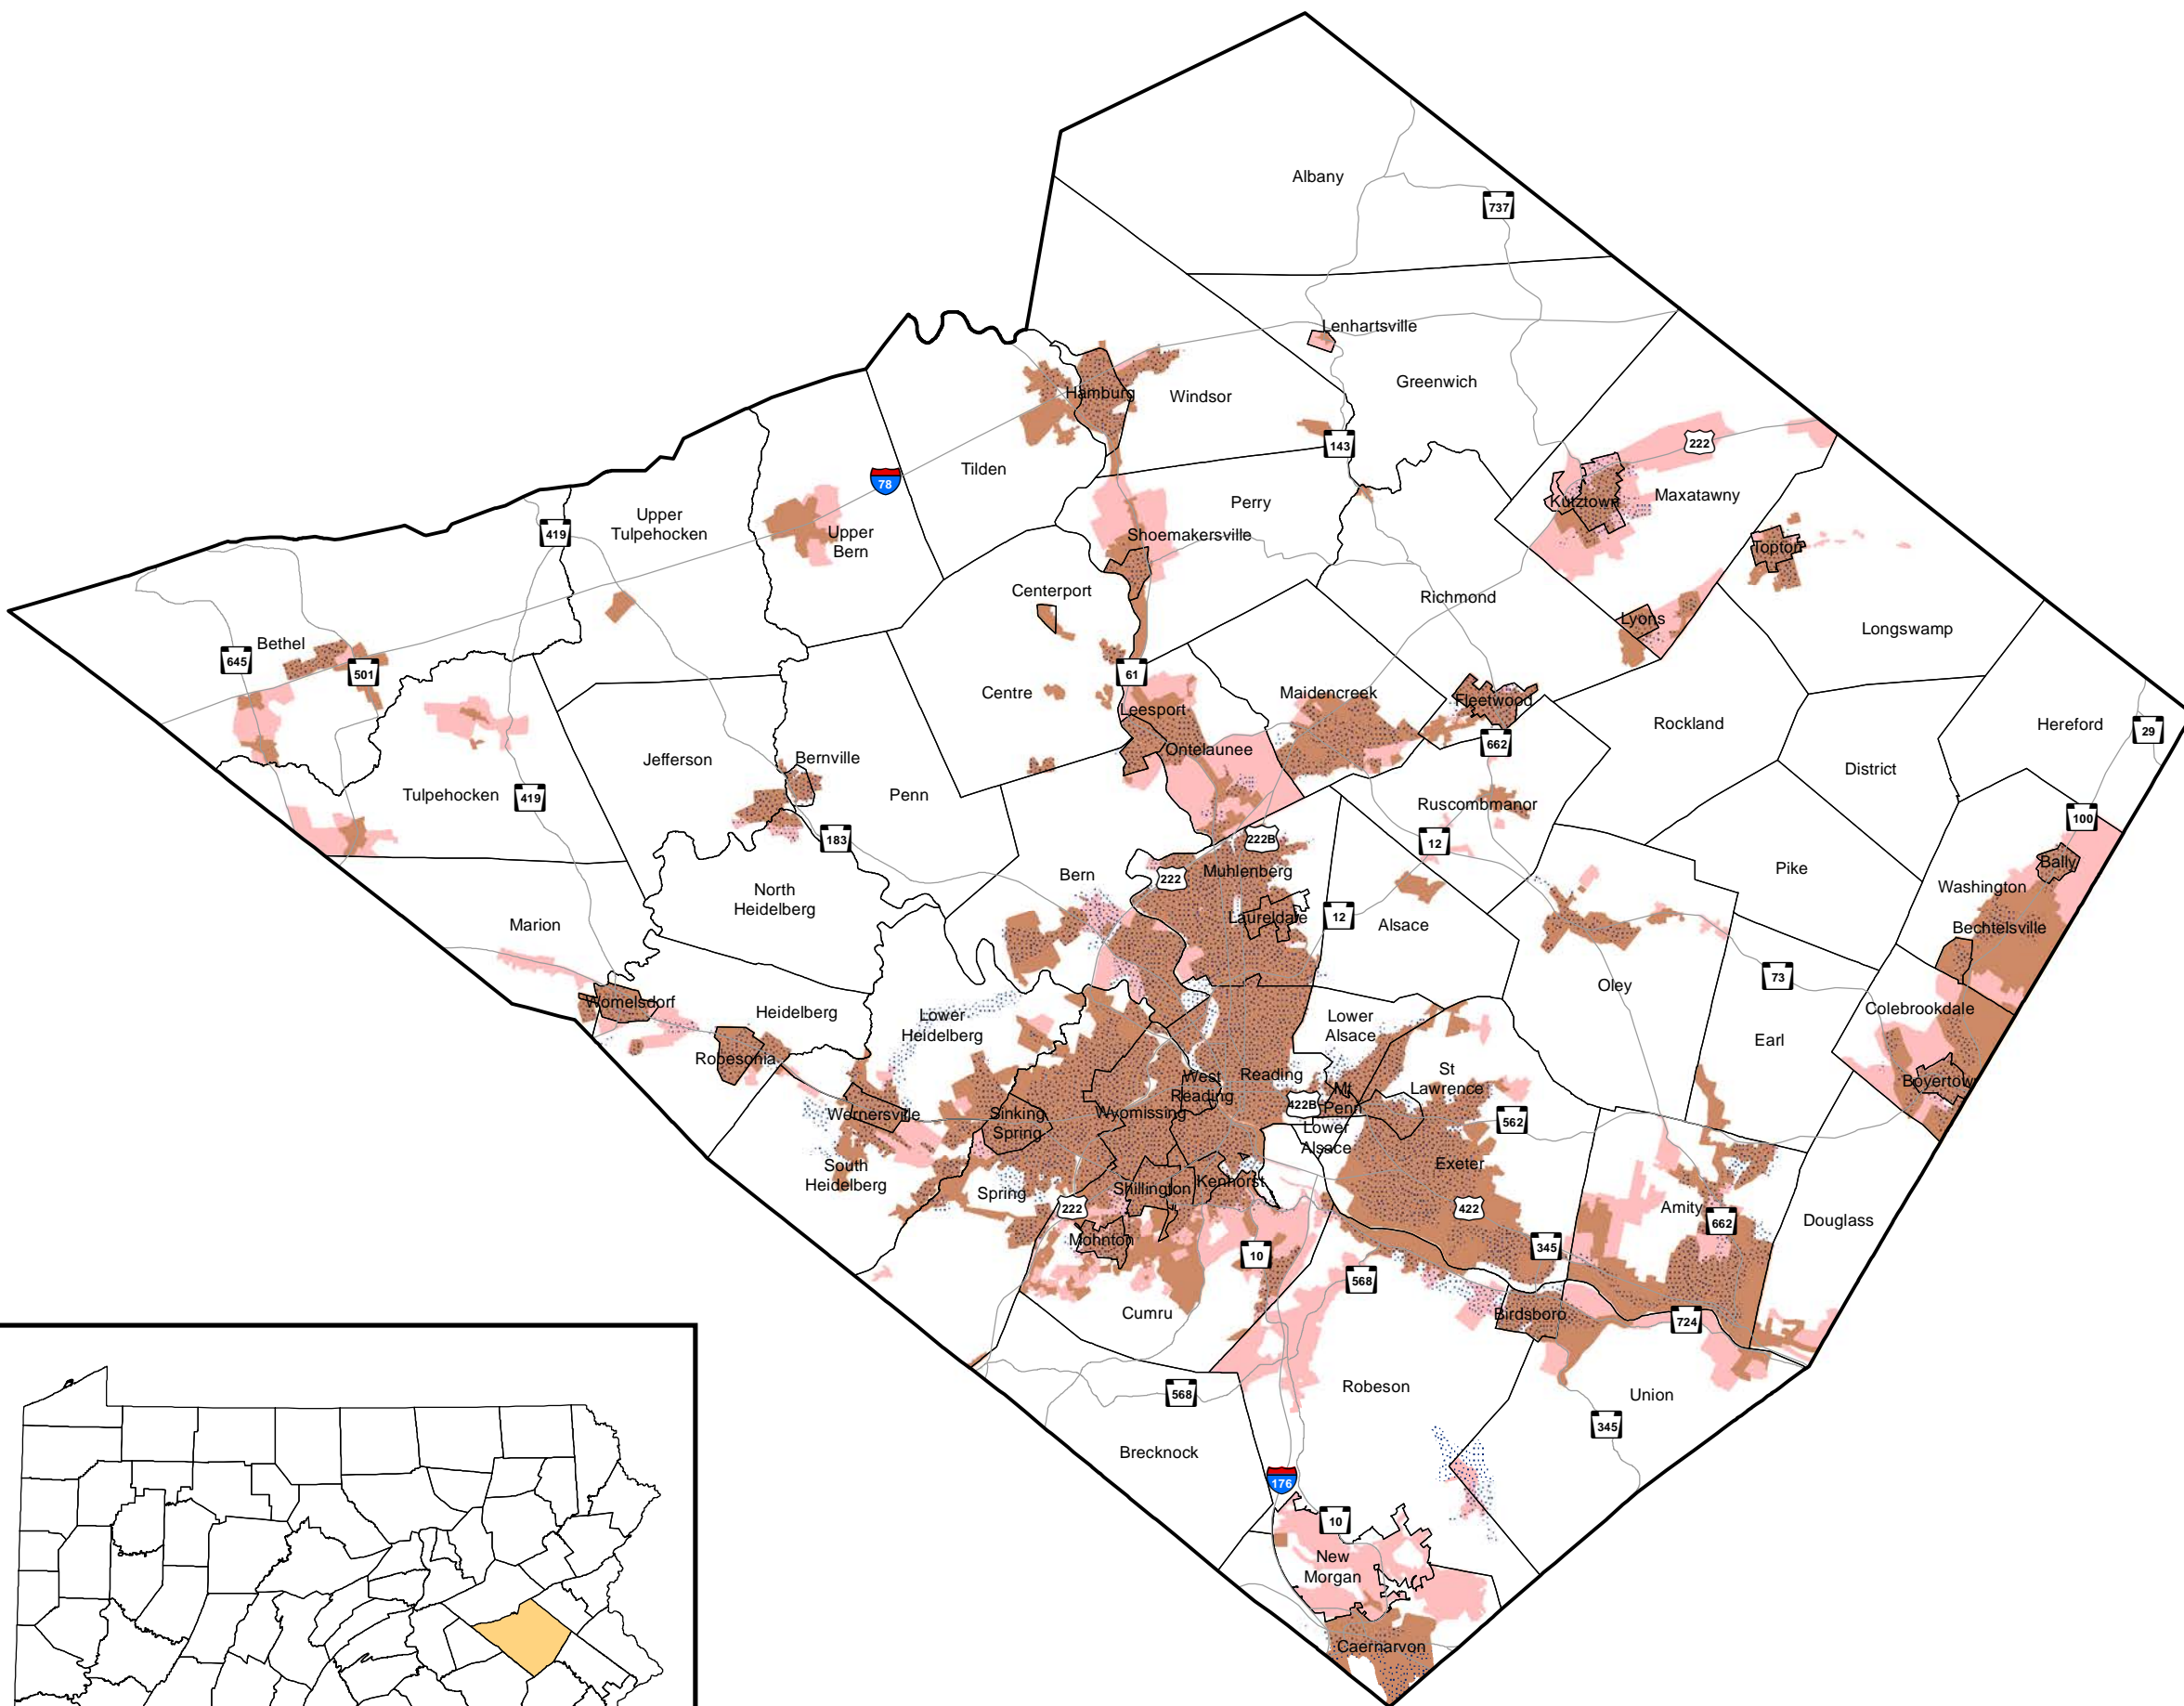 Albany
737
Lenhartsville
Greenwich
Hamburg
Windsor
143
222
Tilden
78
Kutztown
Maxatawny
Perry
Upper
Tulpehocken
419
Upper
Bern
Shoemakersville
Topton
Centerport
Richmond
Lyons
Longswamp
Bethel
645
501
61
Centre
Maidencreek
Fleetwood
Leesport
Rockland
Hereford
29
662
Ontelaunee
Jefferson
Bernville
District
Tulpehocken
419
Penn
Ruscombmanor
100
183
222B
12
Bally
Bern
222
Muhlenberg
Pike
Washington
North
Heidelberg
Laureldale
12
Alsace
Bechtelsville
Marion
73
Oley
Womelsdorf
Heidelberg
Lower
Heidelberg
Lower
Alsace
Colebrookdale
Earl
Robesonia
West
Reading
Reading
St
Lawrence
Boyertow
Mt
Penn
422B
Wernersville
Sinking
Spring
Wyomissing
562
Lower
Alsace
Exeter
South
Heidelberg
Spring
Shillington
Kenhorst
222
422
Amity
662
Douglass
Mohnton
10
345
568
Cumru
Birdsboro
724
568
Robeson
Union
345
Brecknock
176
10
New
Morgan
Caernarvon